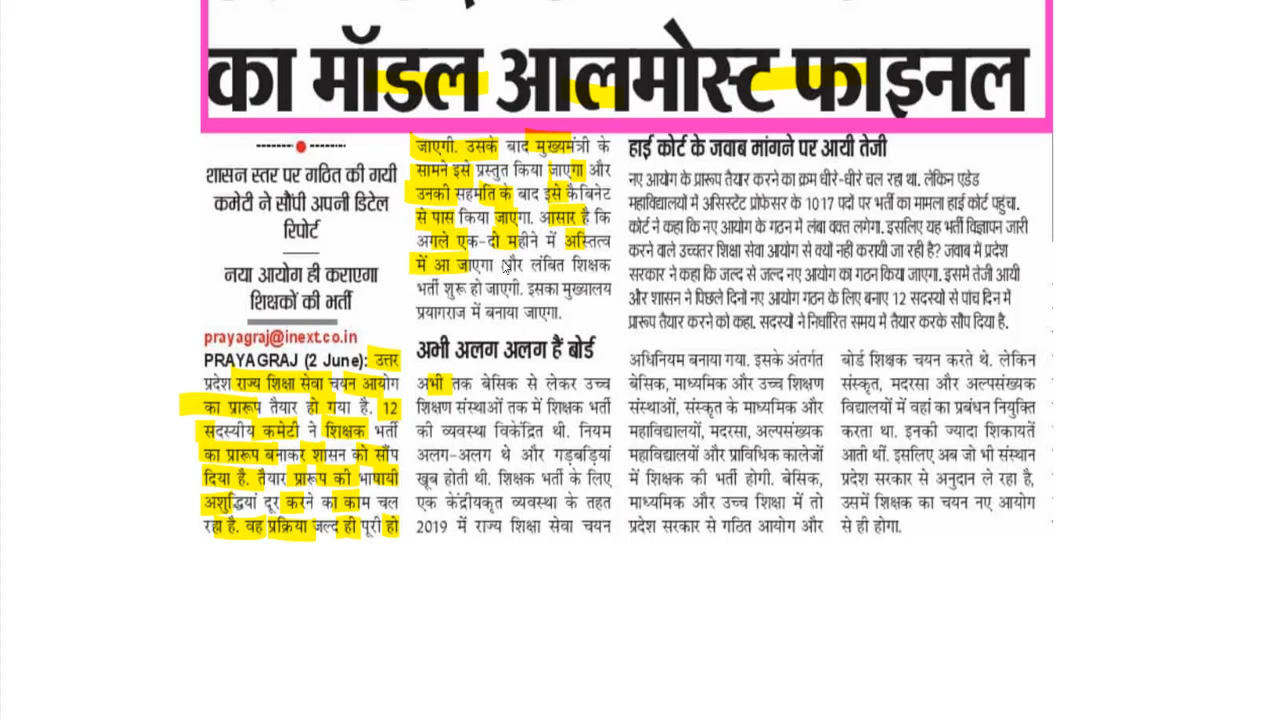 का मॉडल आलमोस्ट फाइनल
शासन स्तर पर गठित की गयी
कमेटी ने सौंपी अपनी डिटेल
रिपोर्ट
नया आयोग ही कराएगा
शिक्षकों की भर्ती
prayagraj@inext.co.in
PRAYAGRAJ (2 June): उत्तर
प्रदेश राज्य शिक्षा सेवा चयन आयोग
का प्रारूप तैयार हो गया है. 12
सदस्यीय कमेटी ने शिक्षक भर्ती
का प्रारूप बनाकर शासन को सौंप
दिया है. तैयार प्रारूप की भाषायी
अशुद्धियां दूर करने का काम चल
रहा है. वह प्रक्रिया जल्द ही पूरी हो
जाएगी. उसके बाद मुख्यमंत्री के
सामने इसे प्रस्तुत किया जाएगा और
उनकी सहमति के बाद इसे कैबिनेट
से पास किया जाएगा. आसार है कि
अगले एक-दो महीने में अस्तित्व
में आ जाएगा और लंबित शिक्षक
भर्ती शुरू हो जाएगी. इसका मुख्यालय
प्रयागराज में बनाया जाएगा.
अभी अलग अलग हैं बोर्ड
अभी तक बेसिक से लेकर उच्च
शिक्षण संस्थाओं तक में शिक्षक भर्ती
की व्यवस्था विकेंद्रित थी. नियम
अलग-अलग थे और गड़बड़ियां
खूब होती थी. शिक्षक भर्ती के लिए
एक केंद्रीयकृत व्यवस्था के तहत
2019 में राज्य शिक्षा सेवा चयन
हाई कोर्ट के जवाब मांगने पर आयी तेजी
नए आयोग के प्रारूप तैयार करने का क्रम धीरे-धीरे चल रहा था. लेकिन एडेड
महाविद्यालयों में असिस्टेंट प्रोफेसर के 1017 पदों पर भर्ती का मामला हाई कोर्ट पहुंचा.
कोर्ट ने कहा कि नए आयोग के गठन में लंबा वक्त लगेगा. इसलिए यह भर्ती विज्ञापन जारी
करने वाले उच्चतर शिक्षा सेवा आयोग से क्यों नहीं करायी जा रही है? जवाब में प्रदेश
सरकार ने कहा कि जल्द से जल्द नए आयोग का गठन किया जाएगा. इसमें तेजी आयी
और शासन ने पिछले दिनों नए आयोग गठन के लिए बनाए 12 सदस्यों से पांच दिन में
प्रारूप तैयार करने को कहा. सदस्यों ने निर्धारित समय में तैयार करके सौंप दिया है.
अधिनियम बनाया गया. इसके अंतर्गत
बेसिक, माध्यमिक और उच्च शिक्षण
संस्थाओं, संस्कृत के माध्यमिक और
महाविद्यालयों, मदरसा, अल्पसंख्यक
महाविद्यालयों और प्राविधिक कालेजों
में शिक्षक की भर्ती होगी. बेसिक,
माध्यमिक और उच्च शिक्षा में तो
प्रदेश सरकार से गठित आयोग और
बोर्ड शिक्षक चयन करते थे. लेकिन
संस्कृत, मदरसा और अल्पसंख्यक
विद्यालयों में वहां का प्रबंधन नियुक्ति
करता था. इनकी ज्यादा शिकायतें
आती थीं. इसलिए अब जो भी संस्थान
प्रदेश सरकार से अनुदान ले रहा है,
उसमें शिक्षक का चयन नए आयोग
से ही होगा.